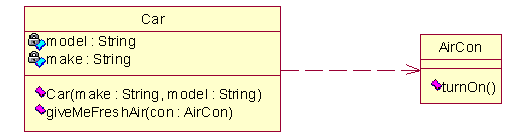 Car
model : String
make : String
Car(make : String, model : String)
giveMeFreshAir(con : AirCon)
AirCon
turnOn()